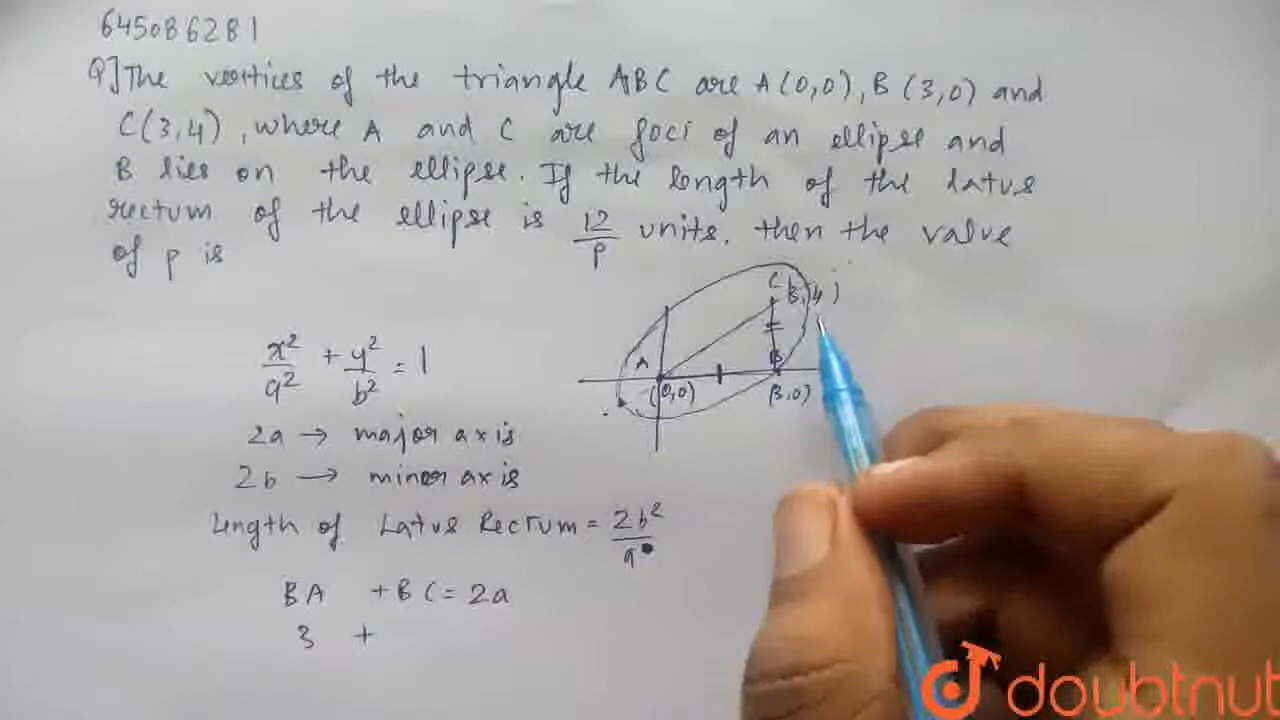 645086281
Q] The vertices of the triangle ABC are A(0,0), B(3,0) and
C(3,4), where A and C are foci of an ellipse and
B lies on the ellipse. If the length of the latus
rectum of the ellipse is 12/p units. then the value
of p is
C (3,4)
A
B
(0,0)
(3,0)
x²/a² + y²/b² = 1
2a → major axis
2b → minor axis
Length of Latus Rectum = 2b²/a
BA + BC = 2a
3 +
doubtnut